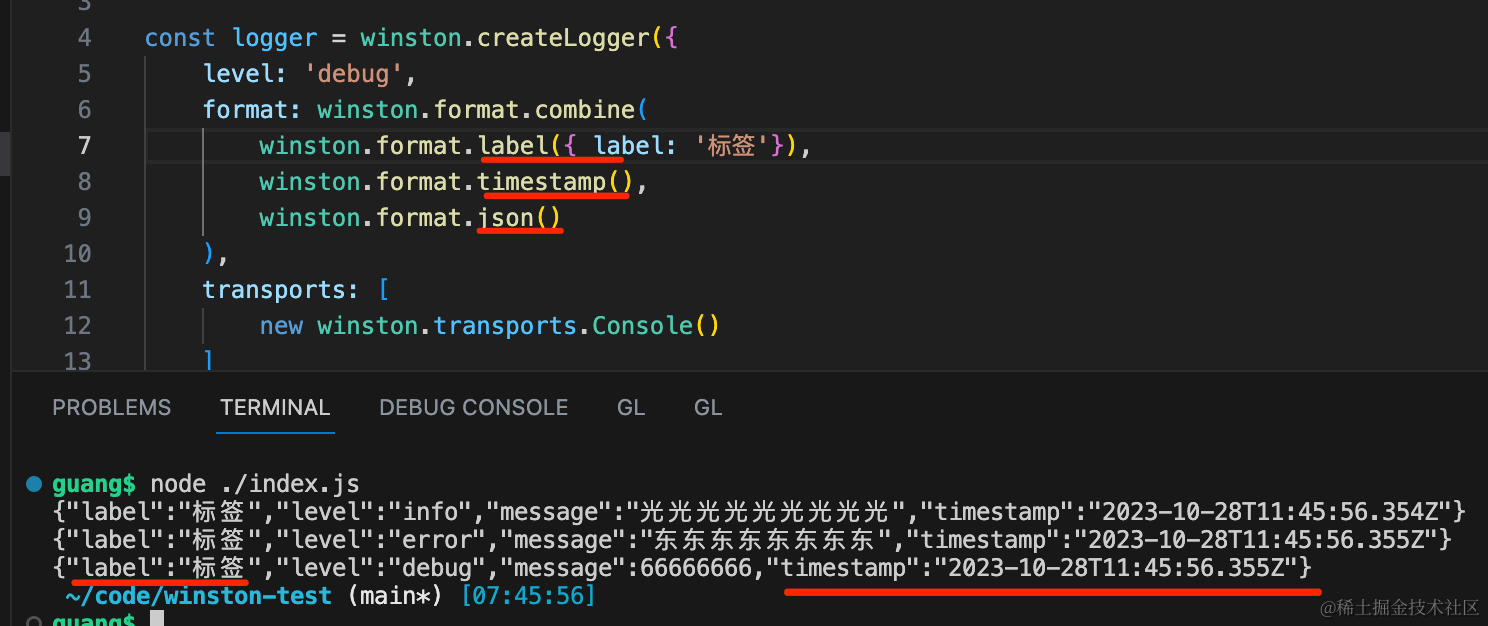 3
4 const logger = winston.createLogger({
5 level: 'debug',
6 format: winston.format.combine(
7 winston.format.label({ label: '标签'}),
8 winston.format.timestamp(),
9 winston.format.json()
10 ),
11 transports: [
12 new winston.transports.Console()
13 ]
PROBLEMS TERMINAL DEBUG CONSOLE GL GL
guang$ node ./index.js
{"label":"标签","level":"info","message":"光光光光光光光光光","timestamp":"2023-10-28T11:45:56.354Z"}
{"label":"标签","level":"error","message":"东东东东东东东东","timestamp":"2023-10-28T11:45:56.355Z"}
{"label":"标签","level":"debug","message":66666666,"timestamp":"2023-10-28T11:45:56.355Z"}
~/code/winston-test (main*) [07:45:56]
guang$
@稀土掘金技术社区